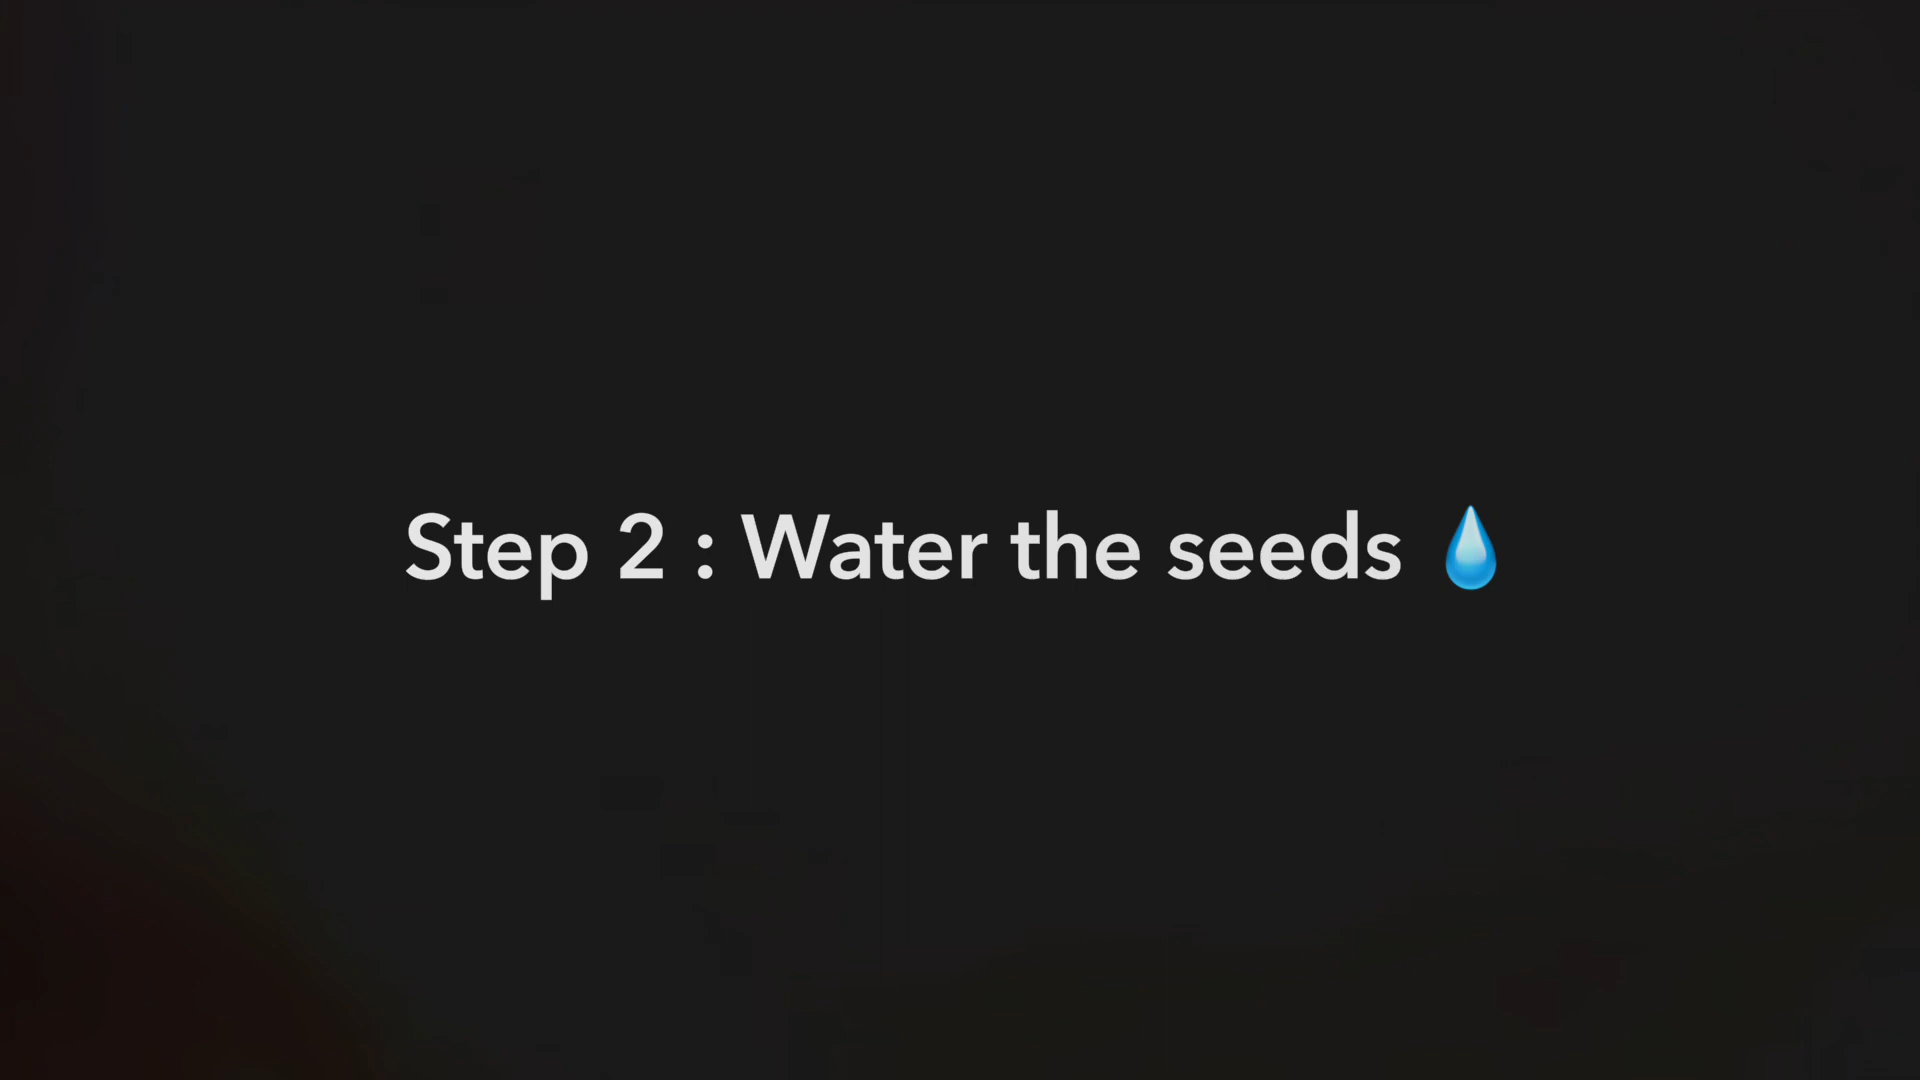 Step 2 : Water the seeds 💧